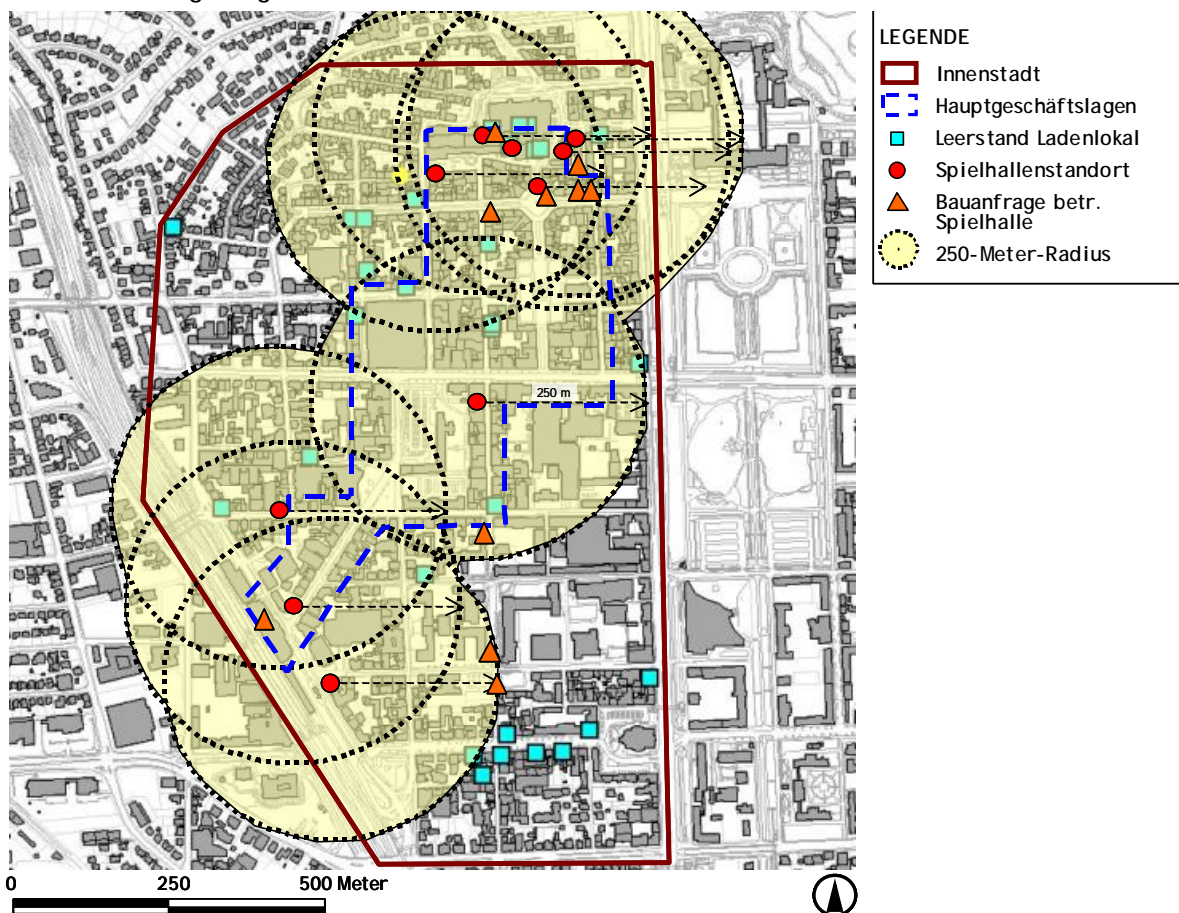 LEGENDE
Innenstadt
Hauptgeschäftslagen
Leerstand Ladenlokal
Spielhallenstandort
Bauanfrage betr.
Spielhalle
250-Meter-Radius
250 m
0 250 500 Meter